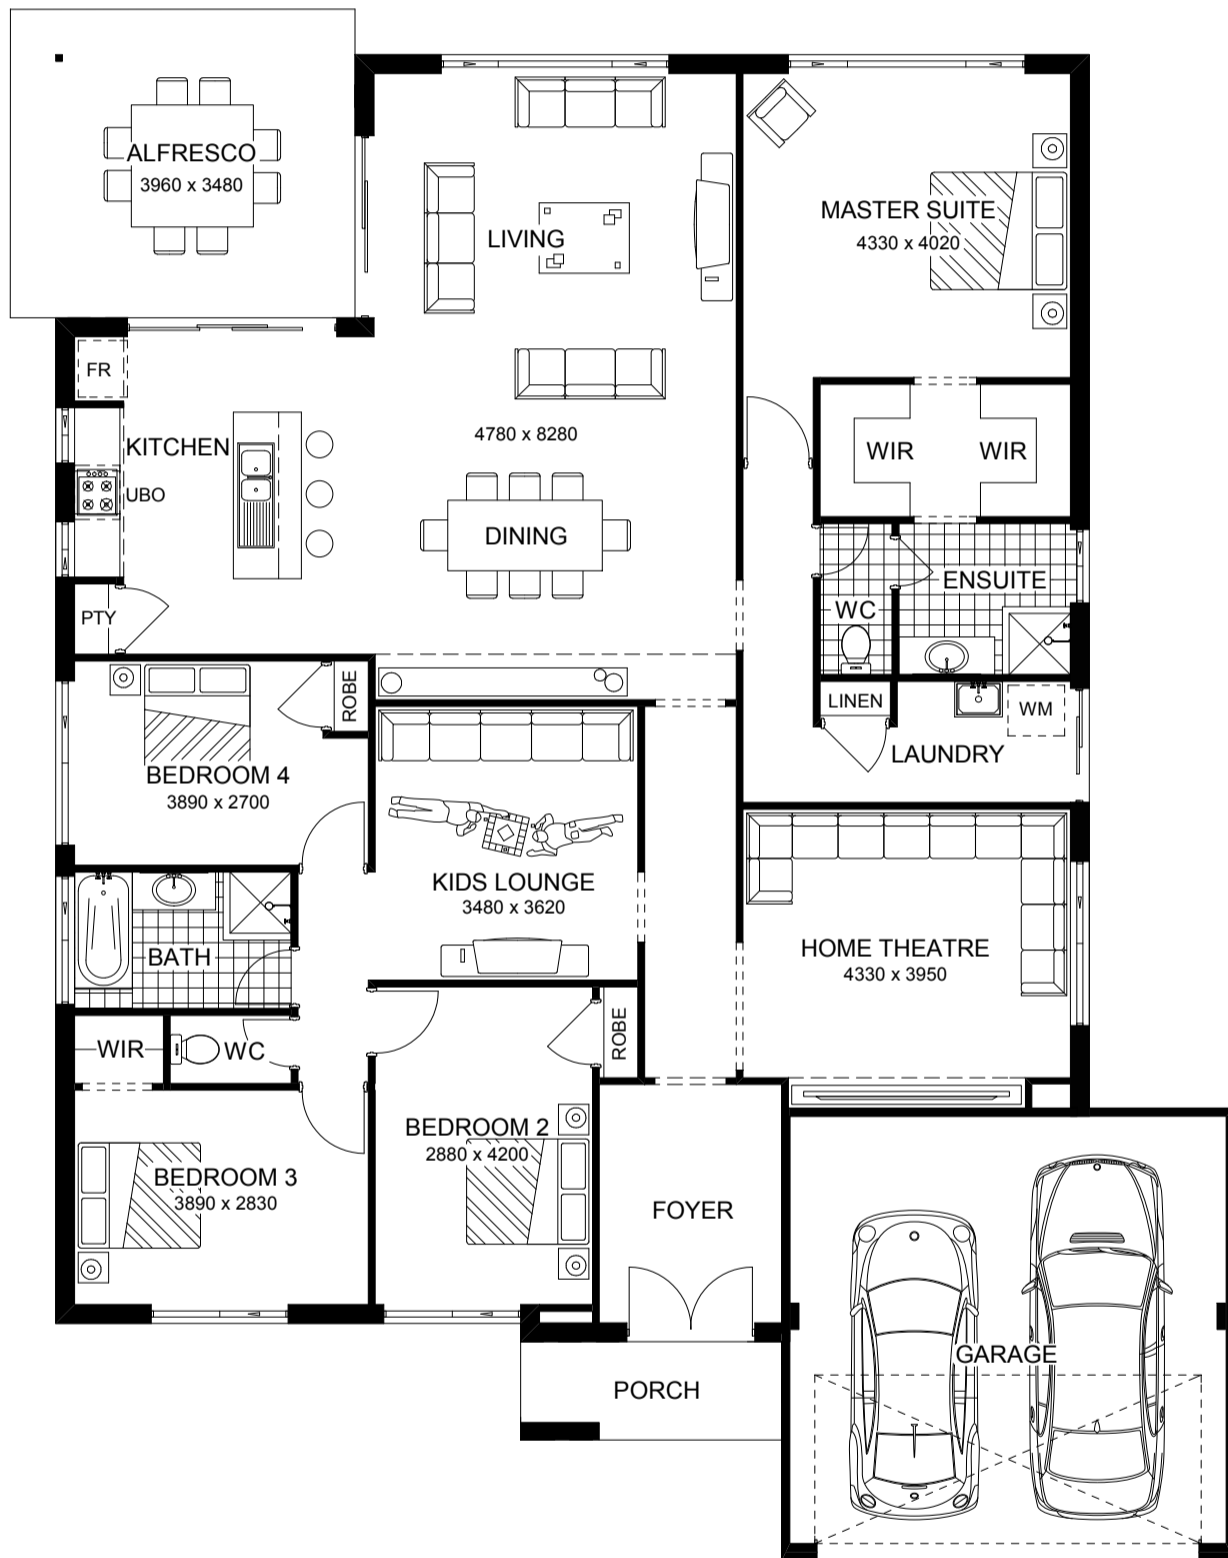 ALFRESCO
3960 x 3480
LIVING
MASTER SUITE
4330 x 4020
FR
KITCHEN
UBO
4780 x 8280
DINING
WIR
WIR
ENSUITE
WC
PTY
ROBE
LINEN
WM
LAUNDRY
BEDROOM 4
3890 x 2700
KIDS LOUNGE
3480 x 3620
HOME THEATRE
4330 x 3950
BATH
WIR
WC
ROBE
BEDROOM 2
2880 x 4200
BEDROOM 3
3890 x 2830
FOYER
GARAGE
PORCH